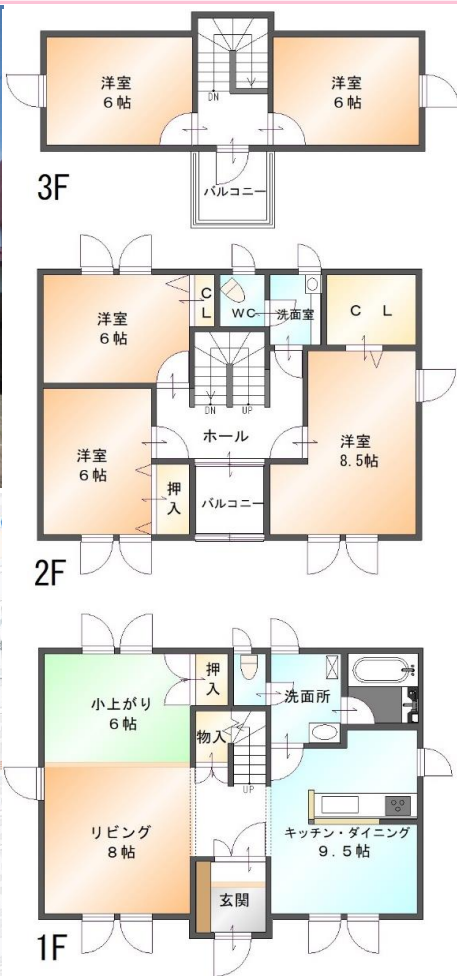 洋室
6帖
洋室
6帖
DN
バルコニー
3F
洋室
6帖
CL
WC
洗面室
C L
DN
UP
ホール
洋室
6帖
押入
バルコニー
洋室
8.5帖
2F
小上がり
6帖
押入
洗面所
物入
UP
リビング
8帖
キッチン・ダイニング
9.5帖
玄関
1F